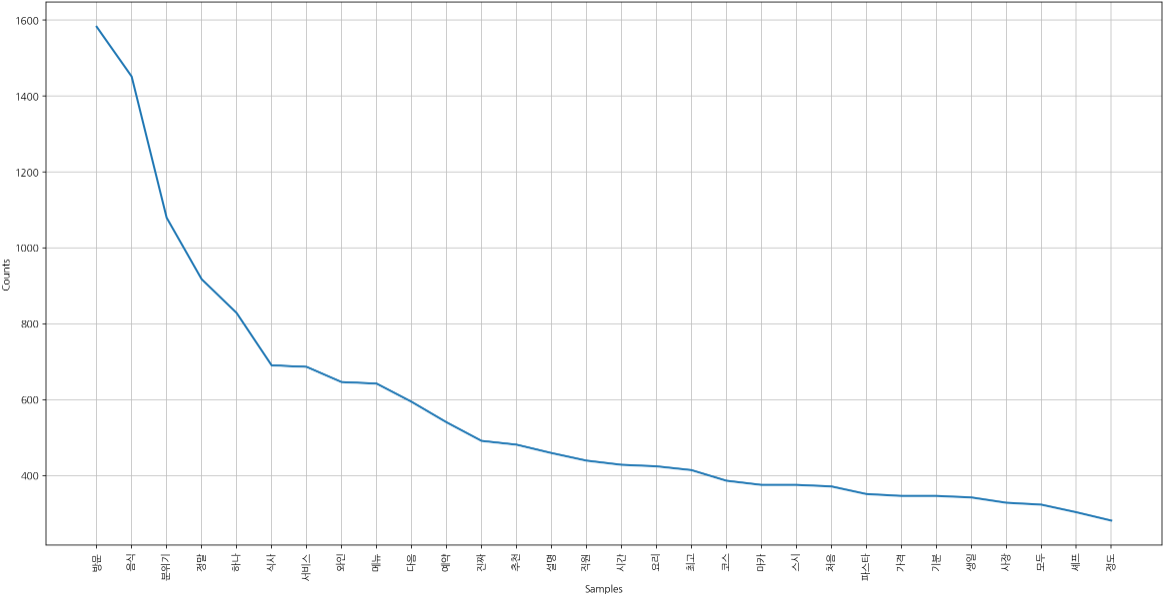 1600
1400
1200
1000
800
600
400
Counts
방문
음식
분위기
정말
하나
식사
서비스
와인
메뉴
다음
예약
진짜
추천
설명
직원
시간
요리
최고
코스
마카
스시
처음
파스타
가격
기분
생일
사장
모두
셰프
정도
Samples